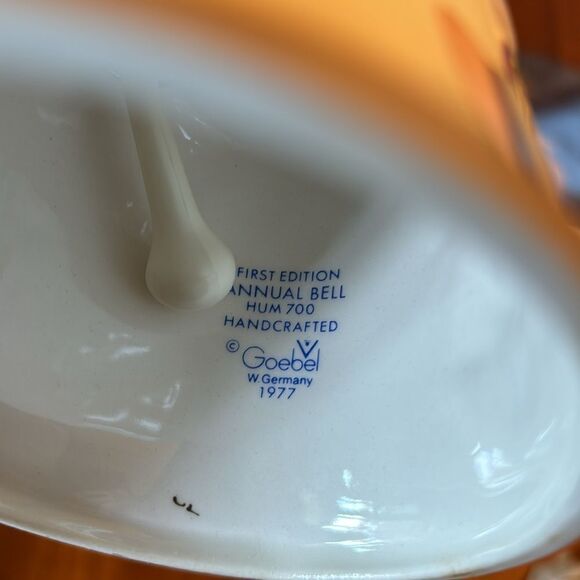 FIRST EDITION
ANNUAL BELL
HUM 700
HANDCRAFTED
© Goebel
W. Germany
1977